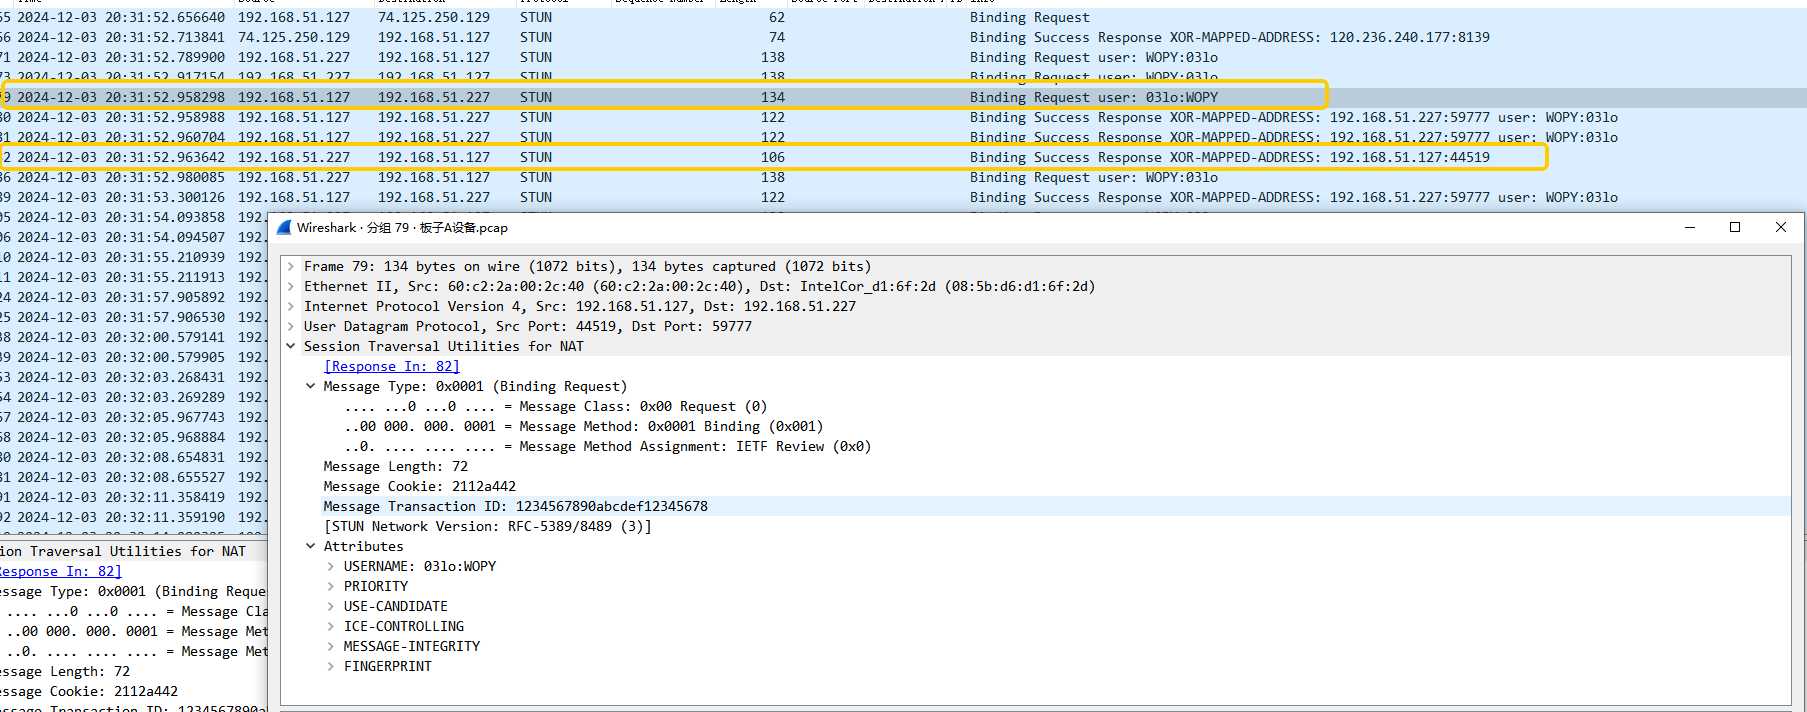 Time Source Destination Protocol Sequence Number Length Source Port Info
55 2024-12-03 20:31:52.656640 192.168.51.127 74.125.250.129 STUN 62 Binding Request
56 2024-12-03 20:31:52.713841 74.125.250.129 192.168.51.127 STUN 74 Binding Success Response XOR-MAPPED-ADDRESS: 120.236.240.177:8139
71 2024-12-03 20:31:52.789900 192.168.51.227 192.168.51.127 STUN 138 Binding Request user: WOPY:03lo
73 2024-12-03 20:31:52.917154 192.168.51.227 192.168.51.127 STUN 138 Binding Request user: WOPY:03lo
9 2024-12-03 20:31:52.958298 192.168.51.127 192.168.51.227 STUN 134 Binding Request user: 03lo:WOPY
80 2024-12-03 20:31:52.958988 192.168.51.127 192.168.51.227 STUN 122 Binding Success Response XOR-MAPPED-ADDRESS: 192.168.51.227:59777 user: WOPY:03lo
81 2024-12-03 20:31:52.960704 192.168.51.127 192.168.51.227 STUN 122 Binding Success Response XOR-MAPPED-ADDRESS: 192.168.51.227:59777 user: WOPY:03lo
2 2024-12-03 20:31:52.963642 192.168.51.227 192.168.51.127 STUN 106 Binding Success Response XOR-MAPPED-ADDRESS: 192.168.51.127:44519
86 2024-12-03 20:31:52.980085 192.168.51.227 192.168.51.127 STUN 138 Binding Request user: WOPY:03lo
89 2024-12-03 20:31:53.300126 192.168.51.127 192.168.51.227 STUN 122 Binding Success Response XOR-MAPPED-ADDRESS: 192.168.51.227:59777 user: WOPY:03lo
05 2024-12-03 20:31:54.093858 192.168.51.227 192.168.51.127 STUN
06 2024-12-03 20:31:54.094507 192.
10 2024-12-03 20:31:55.210939 192.
11 2024-12-03 20:31:55.211913 192.
24 2024-12-03 20:31:57.905892 192.
25 2024-12-03 20:31:57.906530 192.
38 2024-12-03 20:32:00.579141 192.
39 2024-12-03 20:32:00.579905 192.
53 2024-12-03 20:32:03.268431 192.
54 2024-12-03 20:32:03.269289 192.
57 2024-12-03 20:32:05.967743 192.
58 2024-12-03 20:32:05.968884 192.
80 2024-12-03 20:32:08.654831 192.
81 2024-12-03 20:32:08.655527 192.
91 2024-12-03 20:32:11.358419 192.
92 2024-12-03 20:32:11.359190 192.
ion Traversal Utilities for NAT
Response In: 82]
essage Type: 0x0001 (Binding Reque
.... ...0 ...0 .... = Message Cla
..00 000. 000. 0001 = Message Met
..0. .... .... .... = Message Met
essage Length: 72
essage Cookie: 2112a442
essage Transaction ID: 1234567890a
Wireshark · 分组 79 · 板子A设备.pcap
Frame 79: 134 bytes on wire (1072 bits), 134 bytes captured (1072 bits)
Ethernet II, Src: 60:c2:2a:00:2c:40 (60:c2:2a:00:2c:40), Dst: IntelCor_d1:6f:2d (08:5b:d6:d1:6f:2d)
Internet Protocol Version 4, Src: 192.168.51.127, Dst: 192.168.51.227
User Datagram Protocol, Src Port: 44519, Dst Port: 59777
Session Traversal Utilities for NAT
[Response In: 82]
Message Type: 0x0001 (Binding Request)
.... ...0 ...0 .... = Message Class: 0x00 Request (0)
..00 000. 000. 0001 = Message Method: 0x0001 Binding (0x001)
..0. .... .... .... = Message Method Assignment: IETF Review (0x0)
Message Length: 72
Message Cookie: 2112a442
Message Transaction ID: 1234567890abcdef12345678
[STUN Network Version: RFC-5389/8489 (3)]
Attributes
USERNAME: 03lo:WOPY
PRIORITY
USE-CANDIDATE
ICE-CONTROLLING
MESSAGE-INTEGRITY
FINGERPRINT